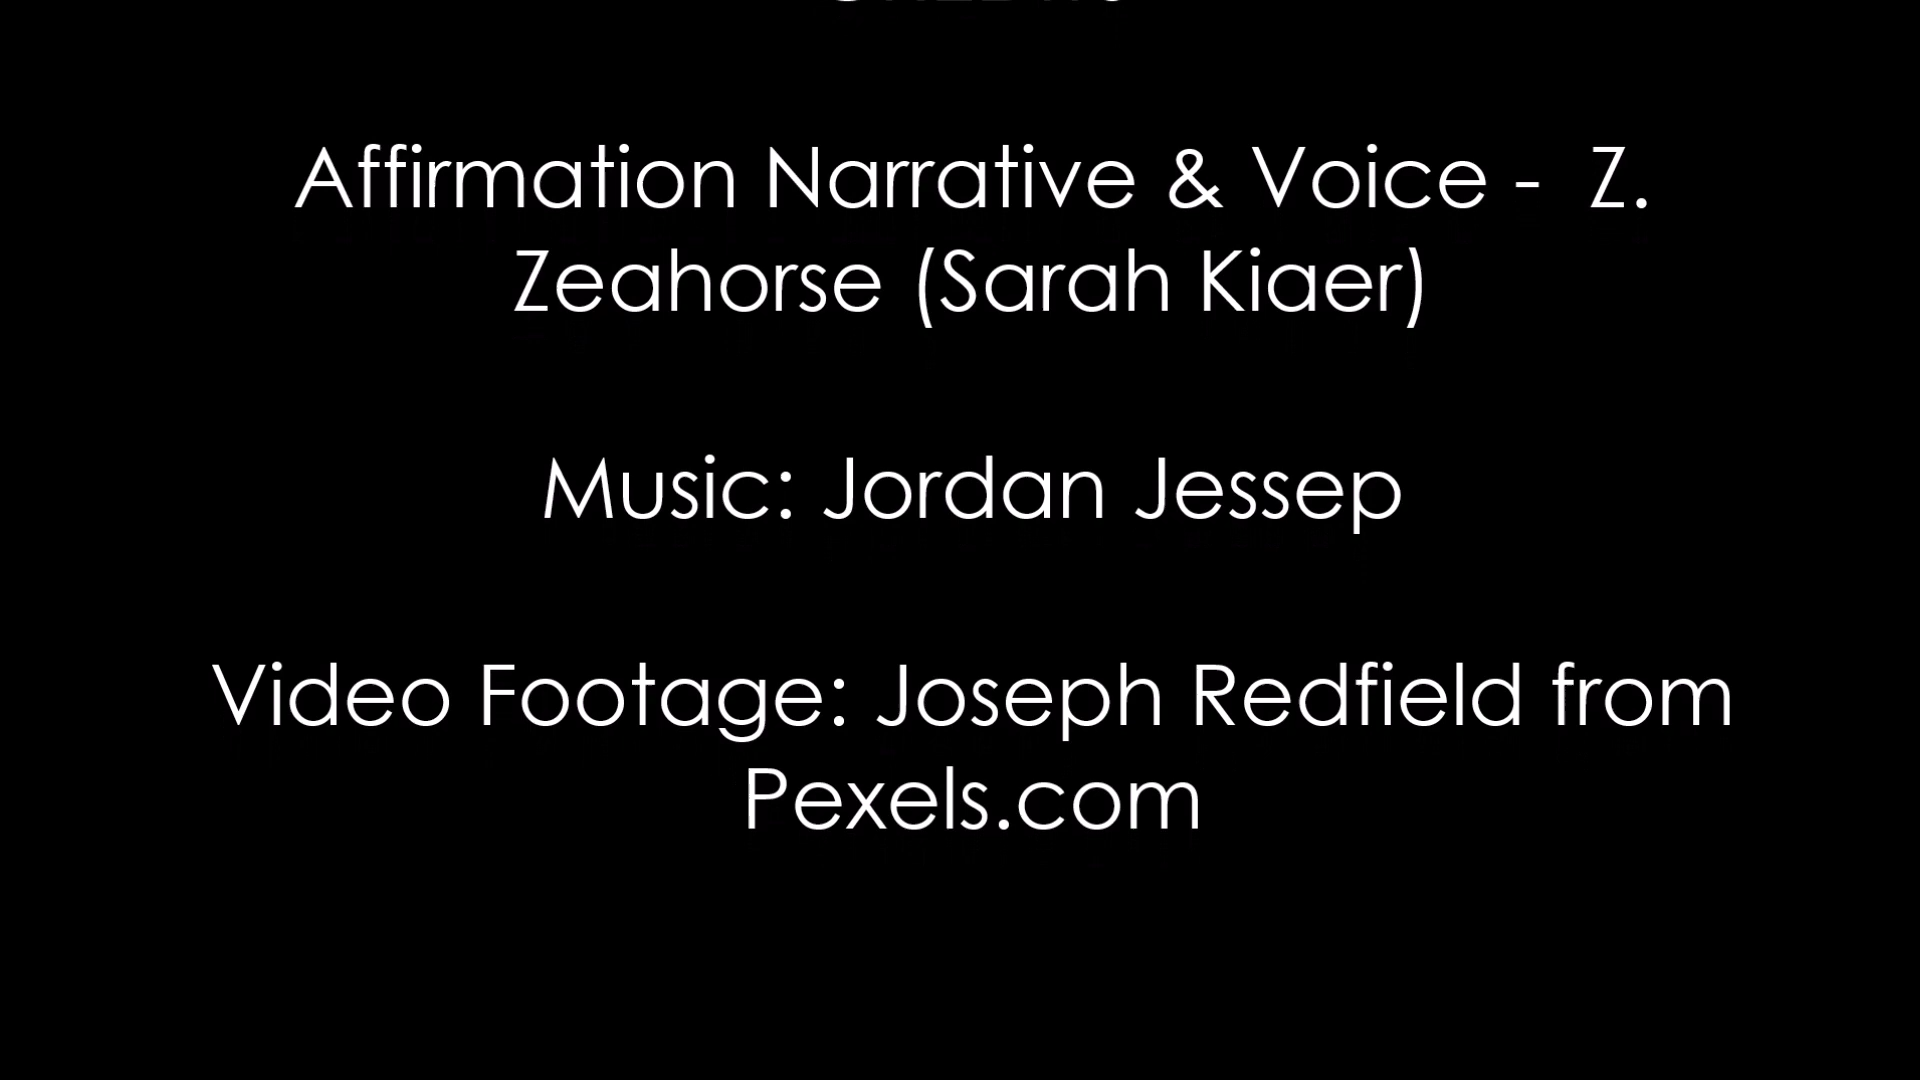 Affirmation Narrative & Voice -  Z.
Zeahorse (Sarah Kiaer)
Music: Jordan Jessep
Video Footage: Joseph Redfield from
Pexels.com